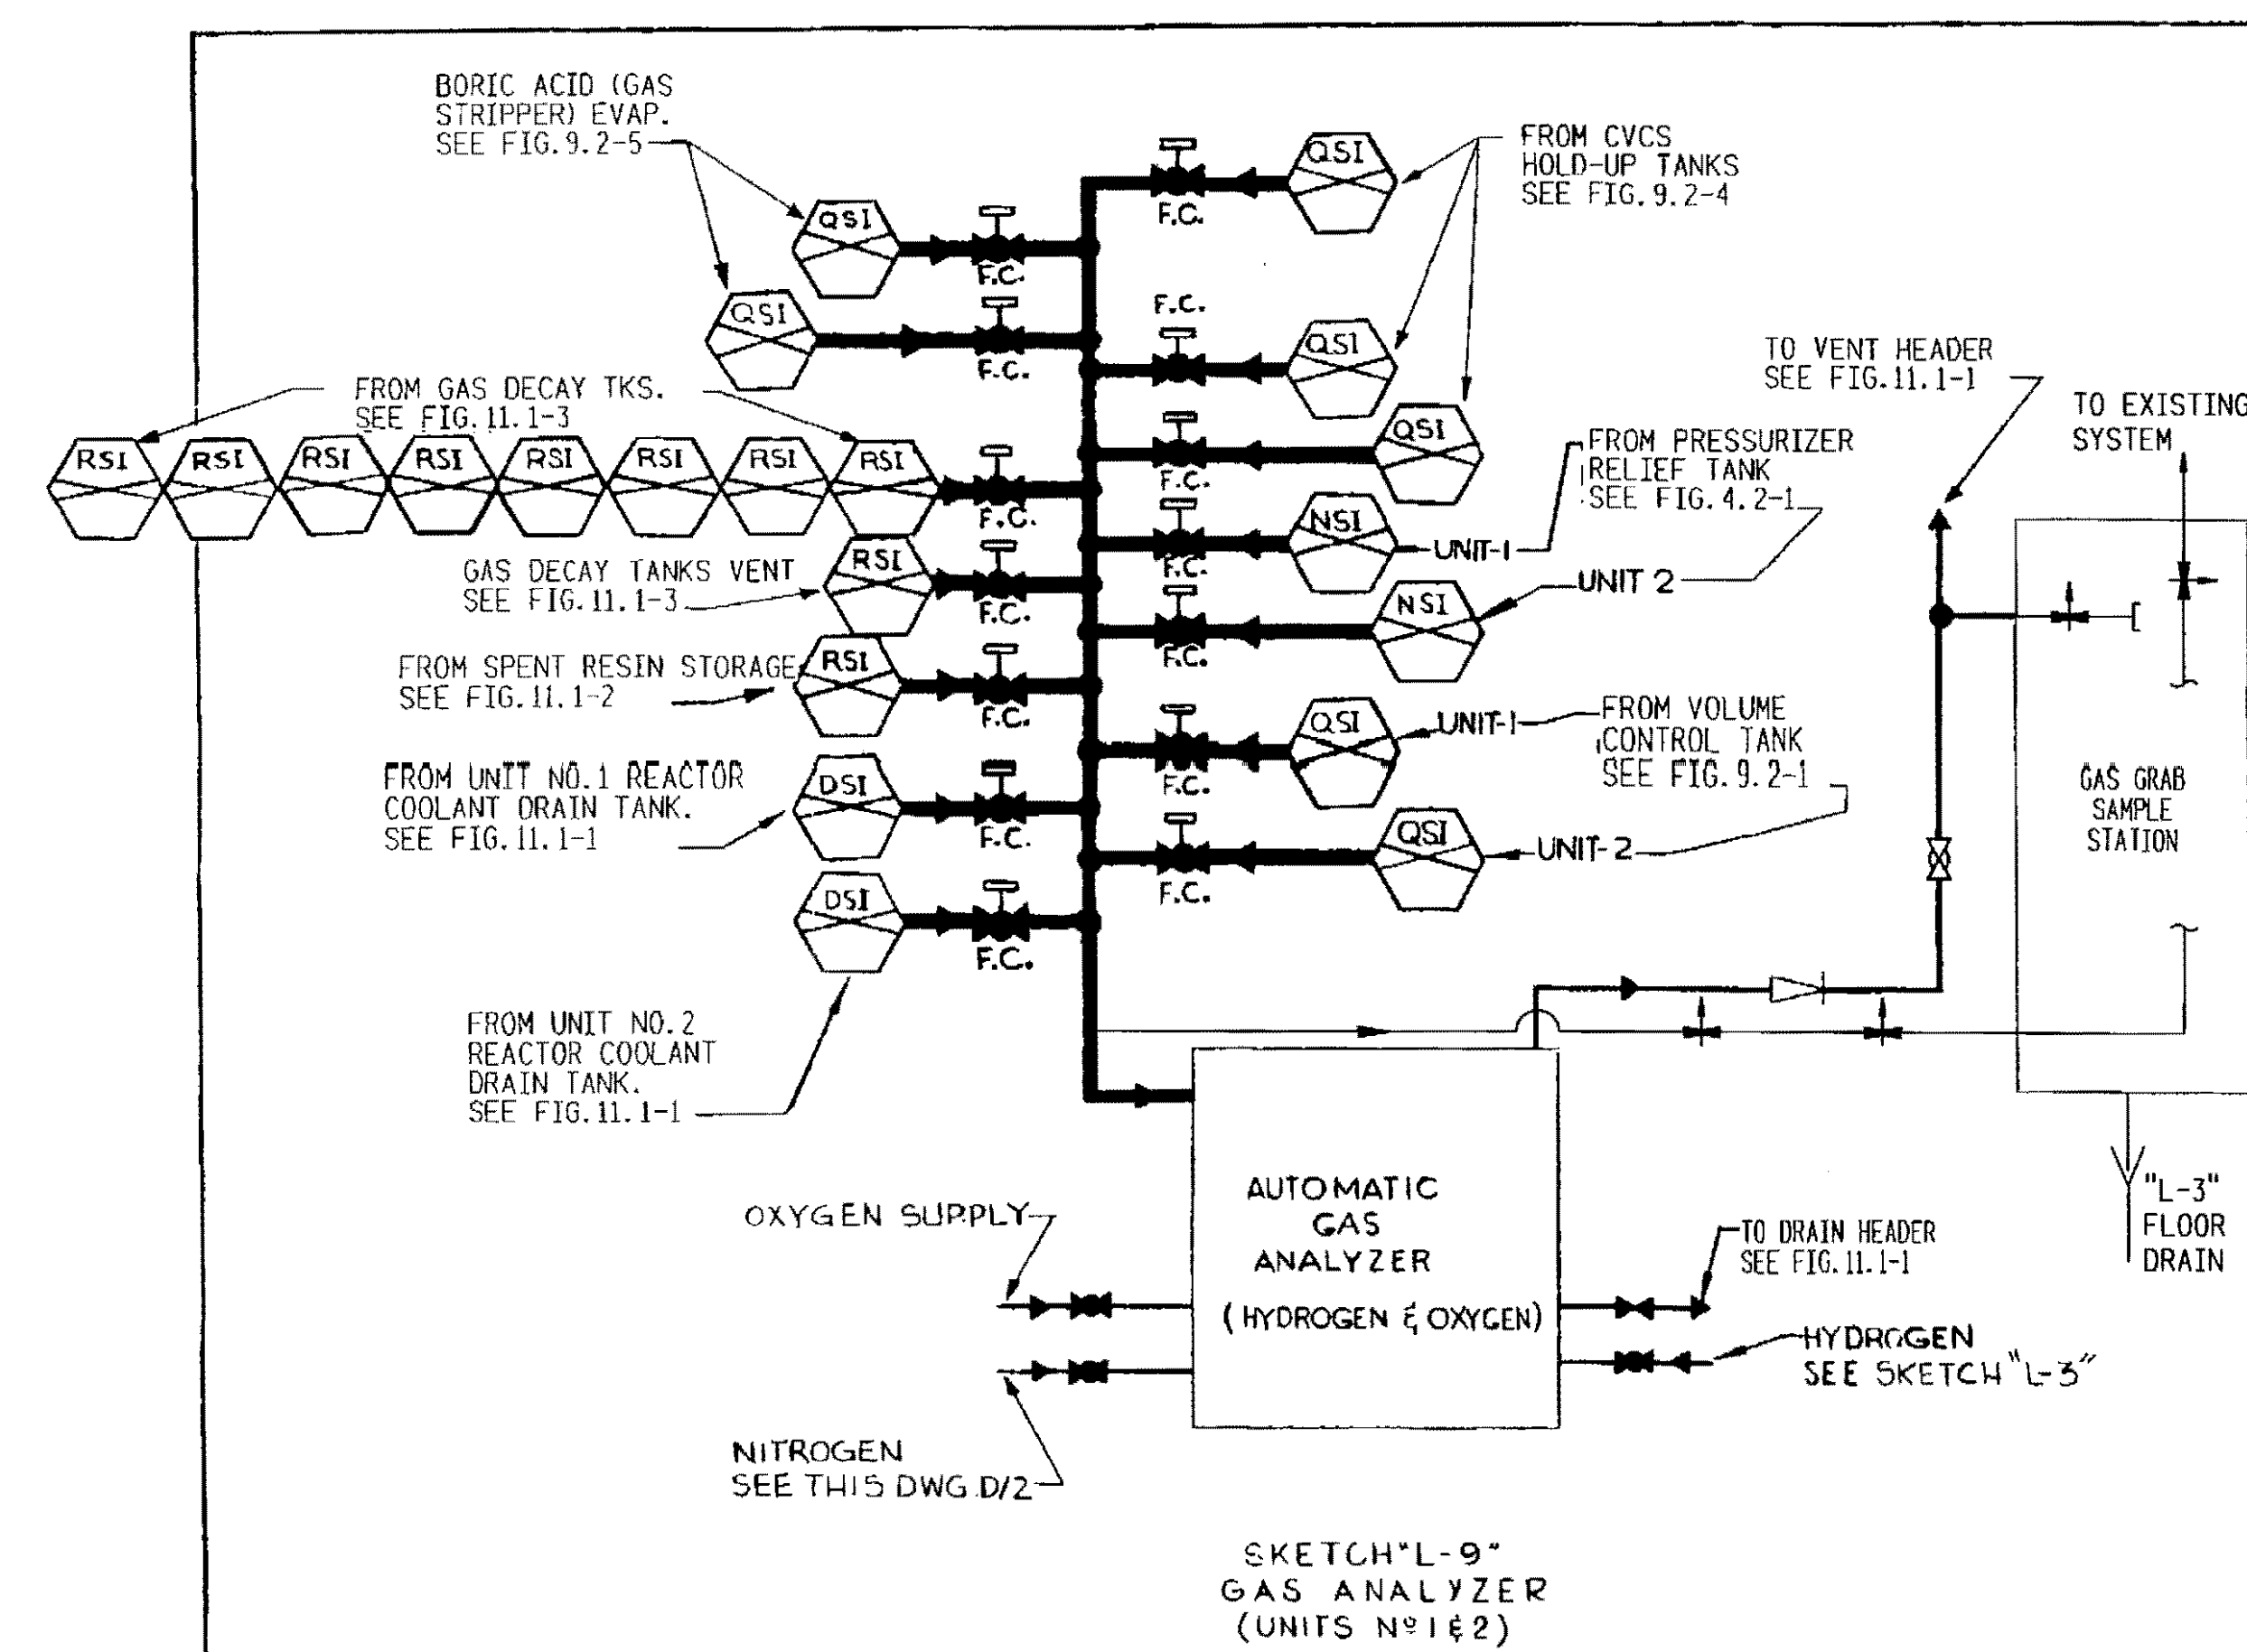 BORIC ACID (GAS
STRIPPER) EVAP.
SEE FIG.9.2-5
QSI
F.C.
QSI
F.C.
FROM GAS DECAY TKS.
SEE FIG.11.1-3
RSI
RSI
RSI
RSI
RSI
RSI
RSI
RSI
F.C.
GAS DECAY TANKS VENT
SEE FIG.11.1-3
RSI
F.C.
FROM SPENT RESIN STORAGE
SEE FIG.11.1-2
RSI
F.C.
FROM UNIT NO.1 REACTOR
COOLANT DRAIN TANK.
SEE FIG.11.1-1
DSI
F.C.
DSI
F.C.
FROM UNIT NO.2
REACTOR COOLANT
DRAIN TANK.
SEE FIG.11.1-1
QSI
F.C.
FROM CVCS
HOLD-UP TANKS
SEE FIG.9.2-4
F.C.
QSI
QSI
F.C.
NSI
F.C.
UNIT-1
FROM PRESSURIZER
RELIEF TANK
SEE FIG.4.2-1
NSI
F.C.
UNIT 2
QSI
F.C.
UNIT-1
FROM VOLUME
CONTROL TANK
SEE FIG.9.2-1
QSI
F.C.
UNIT-2
TO VENT HEADER
SEE FIG.11.1-1
TO EXISTING
SYSTEM
GAS GRAB
SAMPLE
STATION
"L-3"
FLOOR
DRAIN
AUTOMATIC
GAS
ANALYZER
(HYDROGEN & OXYGEN)
OXYGEN SUPPLY
NITROGEN
SEE THIS DWG.D/2
TO DRAIN HEADER
SEE FIG.11.1-1
HYDROGEN
SEE SKETCH "L-3"
SKETCH "L-9"
GAS ANALYZER
(UNITS Nº 1 & 2)